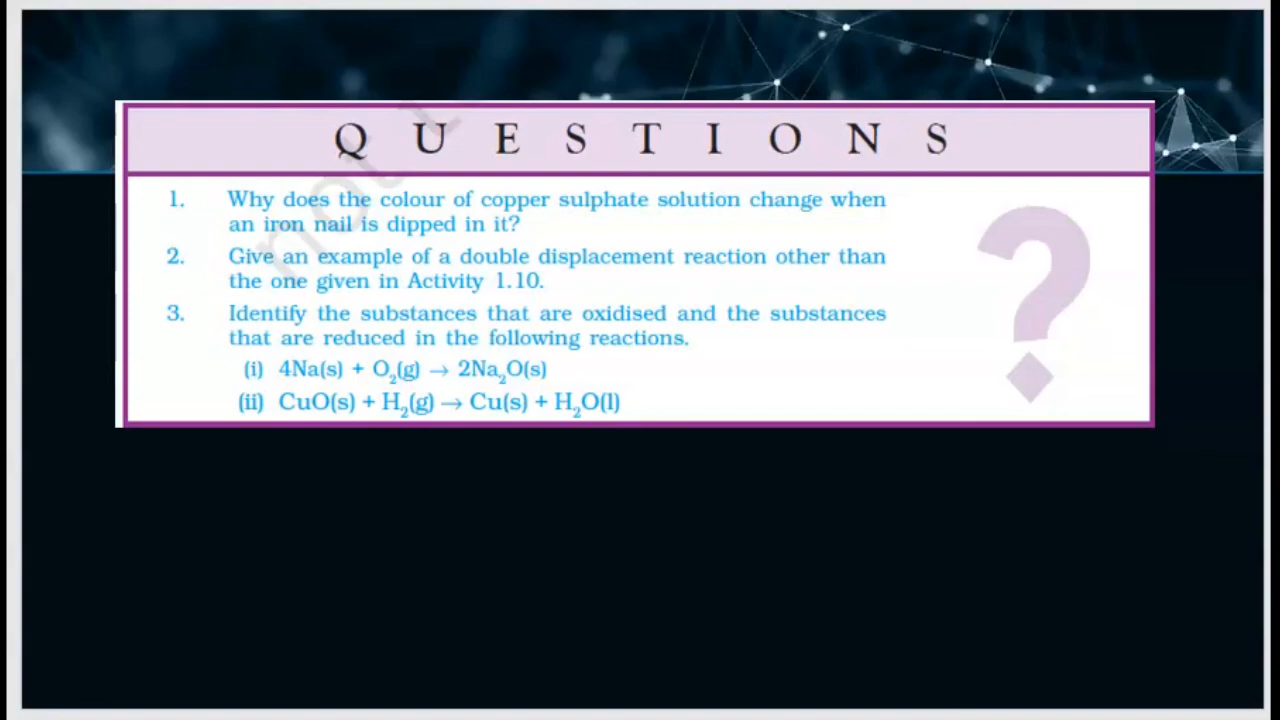 QUESTIONS
1. Why does the colour of copper sulphate solution change when
an iron nail is dipped in it?
2. Give an example of a double displacement reaction other than
the one given in Activity 1.10.
3. Identify the substances that are oxidised and the substances
that are reduced in the following reactions.
(i) 4Na(s) + O₂(g) → 2Na₂O(s)
(ii) CuO(s) + H₂(g) → Cu(s) + H₂O(l)
?
not